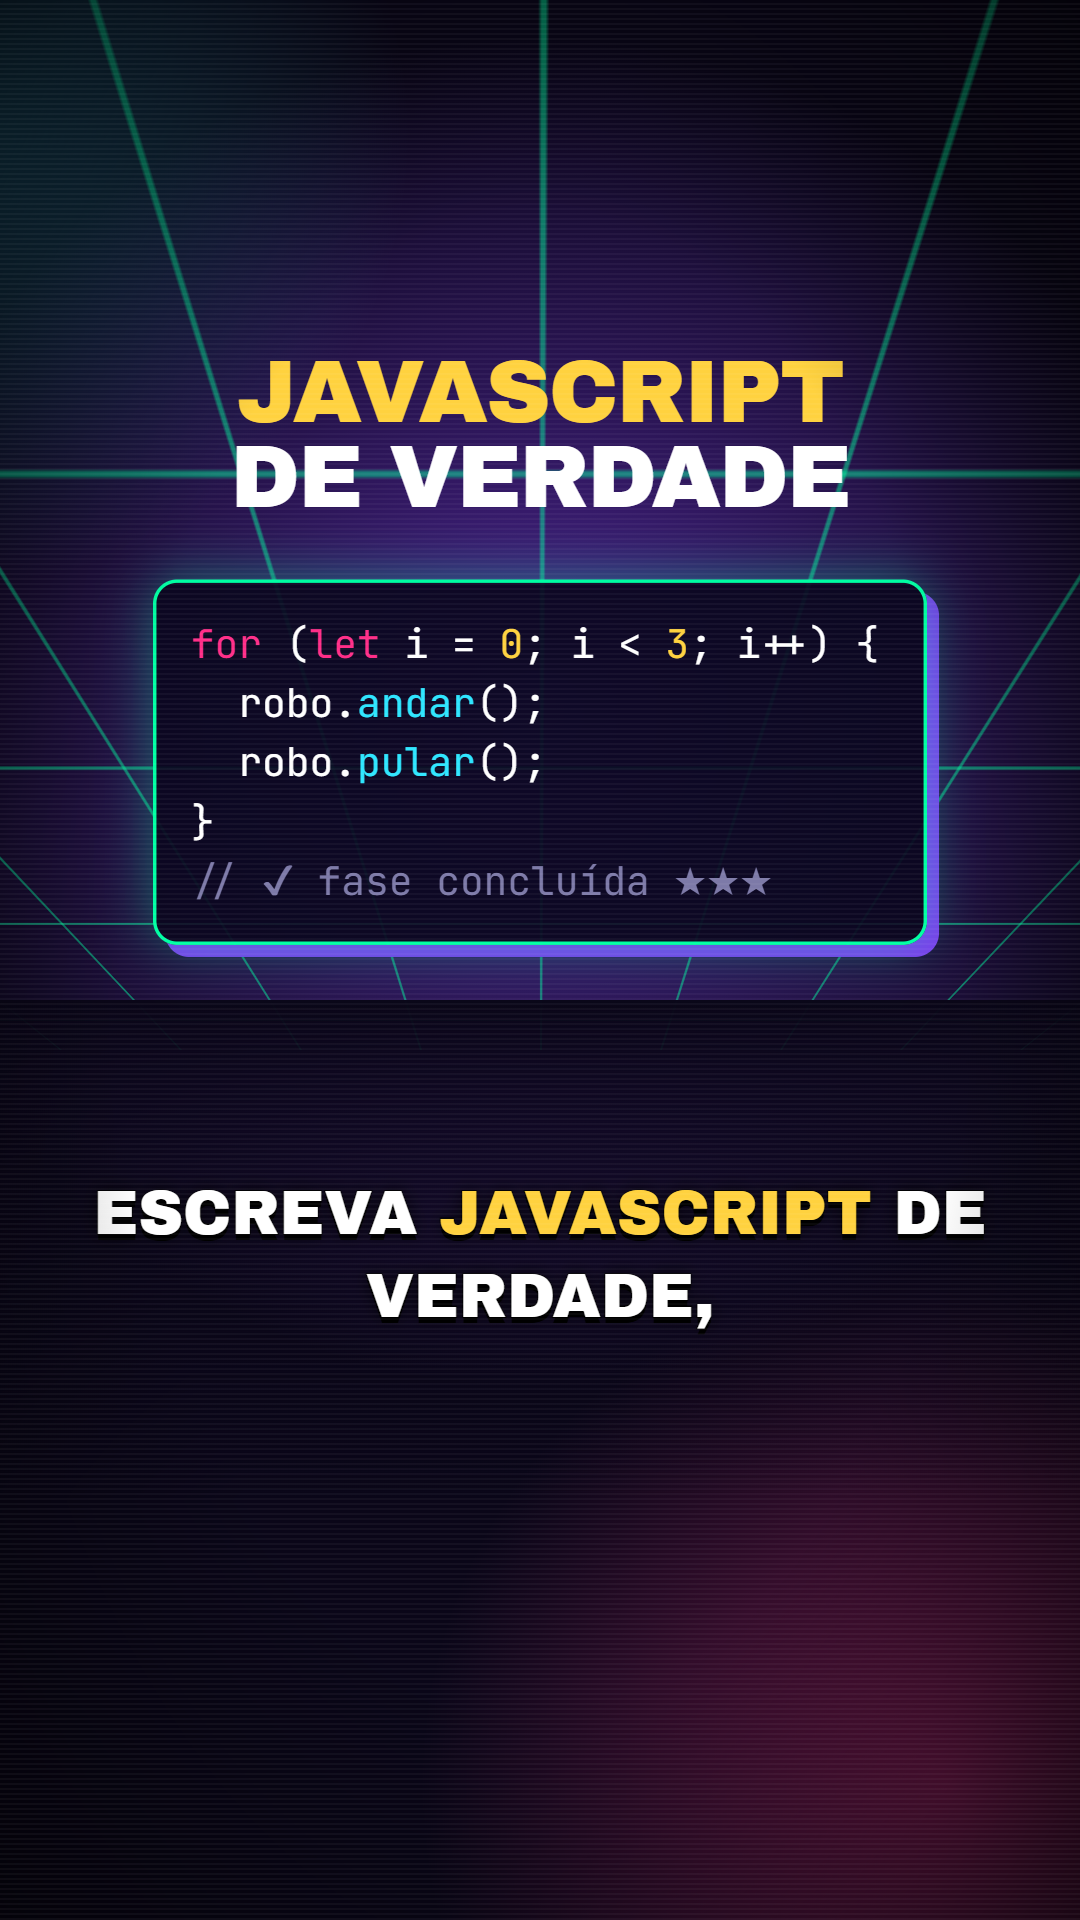 JAVASCRIPT
DE VERDADE
for (let i = 0; i < 3; i++) {
  robo.andar();
  robo.pular();
}
// ✔ fase concluída ★★★
ESCREVA JAVASCRIPT DE
VERDADE,